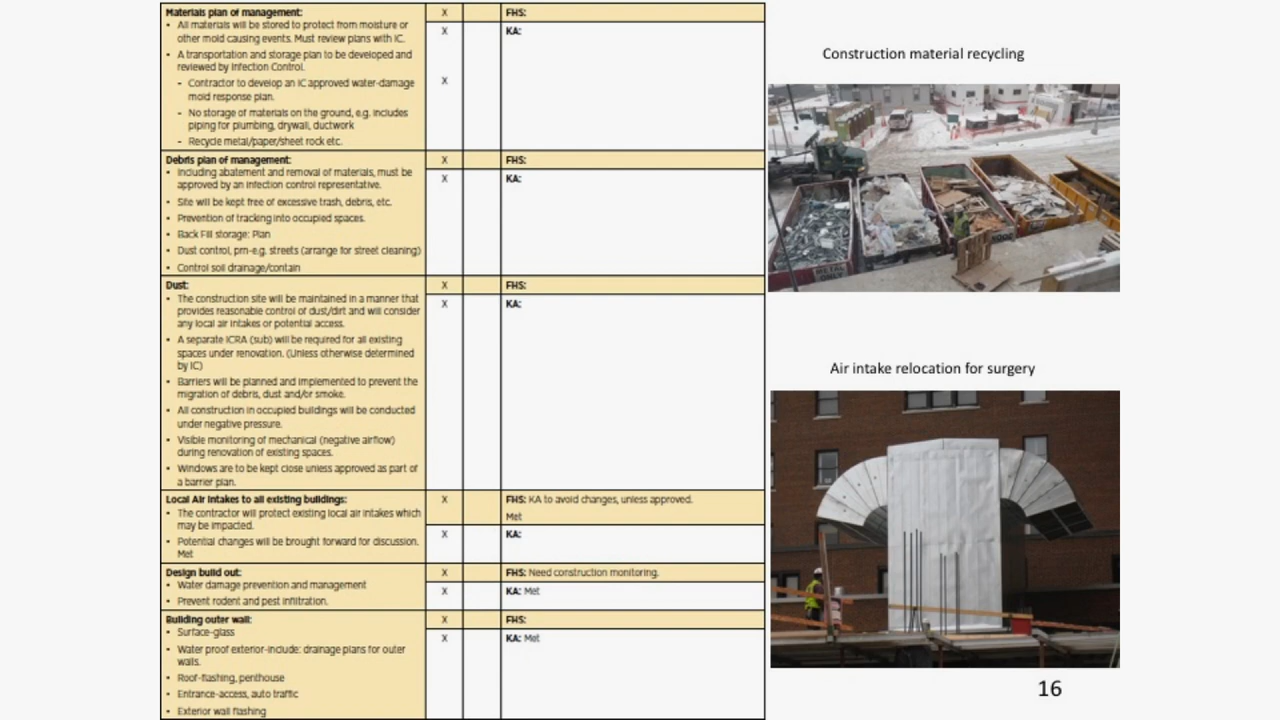 Materials plan of management:
• All materials will be stored to protect from moisture or
other mold causing events. Must review plans with IC.
• A transportation and storage plan to be developed and
reviewed by Infection Control.
– Contractor to develop an IC approved water-damage
mold response plan.
– No storage of materials on the ground, e.g. includes
piping for plumbing, drywall, ductwork
– Recycle metal/paper/sheet rock etc.
X
X
X
FHS:
KA:
Debris plan of management:
• Including abatement and removal of materials, must be
approved by an infection control representative.
• Site will be kept free of excessive trash, debris, etc.
• Prevention of tracking into occupied spaces.
• Back Fill storage: Plan
• Dust control, prn-e.g. streets (arrange for street cleaning)
• Control soil drainage/contain
X
X
FHS:
KA:
Dust:
• The construction site will be maintained in a manner that
provides reasonable control of dust/dirt and will consider
any local air intakes or potential access.
• A separate ICRA (sub) will be required for all existing
spaces under renovation. (Unless otherwise determined
by IC)
• Barriers will be planned and implemented to prevent the
migration of debris, dust and/or smoke.
• All construction in occupied buildings will be conducted
under negative pressure.
• Visible monitoring of mechanical (negative airflow)
during renovation of existing spaces.
• Windows are to be kept close unless approved as part of
a barrier plan.
X
X
FHS:
KA:
Local Air Intakes to all existing buildings:
• The contractor will protect existing local air intakes which
may be impacted.
• Potential changes will be brought forward for discussion.
Met
X
X
FHS: KA to avoid changes, unless approved.
Met
KA:
Design build out:
• Water damage prevention and management
• Prevent rodent and pest infiltration.
X
X
FHS: Need construction monitoring.
KA: Met
Building outer wall:
• Surface-glass
• Water proof exterior-include: drainage plans for outer
walls.
• Roof-flashing, penthouse
• Entrance-access, auto traffic
• Exterior wall flashing
X
X
FHS:
KA: Met
Construction material recycling
METAL
ONLY
Air intake relocation for surgery
16